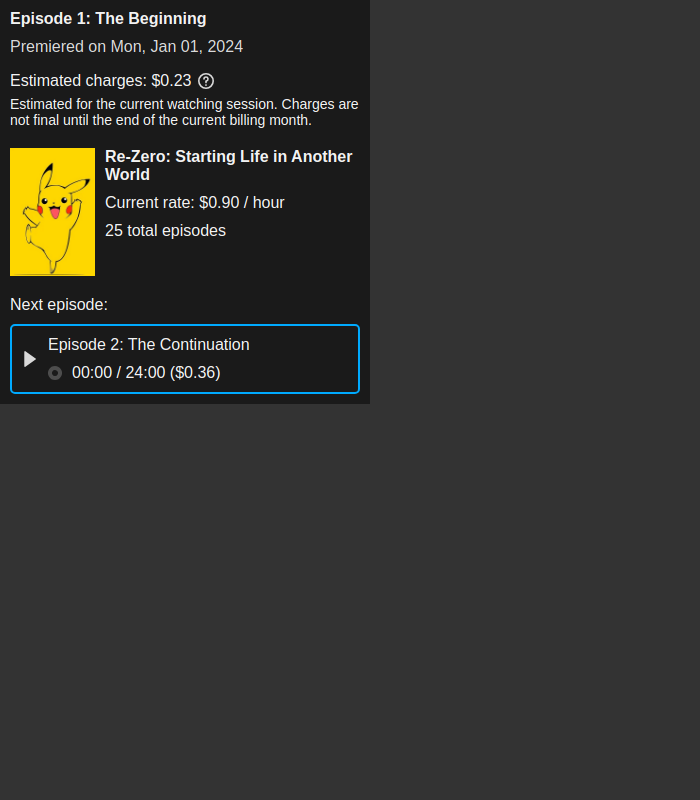 Episode 1: The Beginning
Premiered on Mon, Jan 01, 2024
Estimated charges: $0.23
Estimated for the current watching session. Charges are
not final until the end of the current billing month.
Re-Zero: Starting Life in Another
World
Current rate: $0.90 / hour
25 total episodes
Next episode:
Episode 2: The Continuation
00:00 / 24:00 ($0.36)